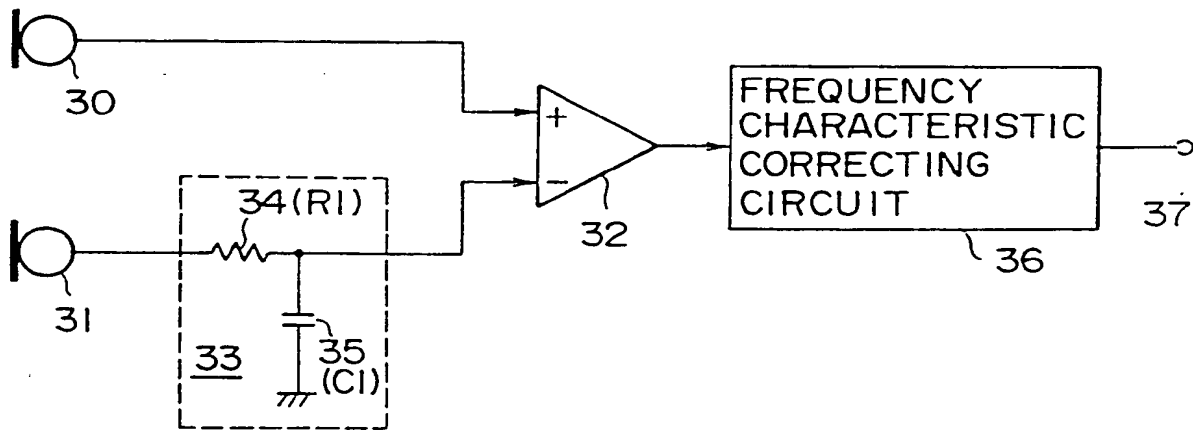 30
+
−
32
FREQUENCY
CHARACTERISTIC
CORRECTING
CIRCUIT
36
37
34(R1)
31
33
35
(C1)